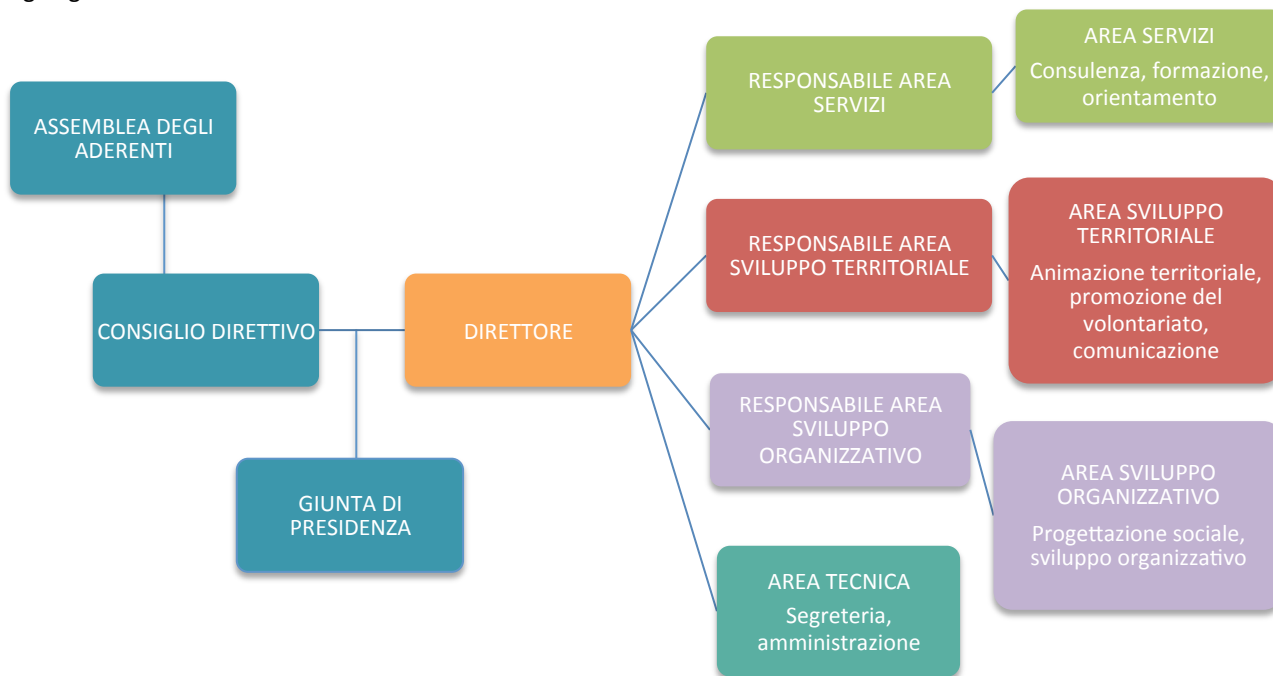 ASSEMBLEA DEGLI
ADERENTI
CONSIGLIO DIRETTIVO
GIUNTA DI
PRESIDENZA
DIRETTORE
RESPONSABILE AREA
SERVIZI
AREA SERVIZI
Consulenza, formazione,
orientamento
RESPONSABILE AREA
SVILUPPO TERRITORIALE
AREA SVILUPPO
TERRITORIALE
Animazione territoriale,
promozione del
volontariato,
comunicazione
RESPONSABILE AREA
SVILUPPO
ORGANIZZATIVO
AREA SVILUPPO
ORGANIZZATIVO
Progettazione sociale,
sviluppo organizzativo
AREA TECNICA
Segreteria,
amministrazione